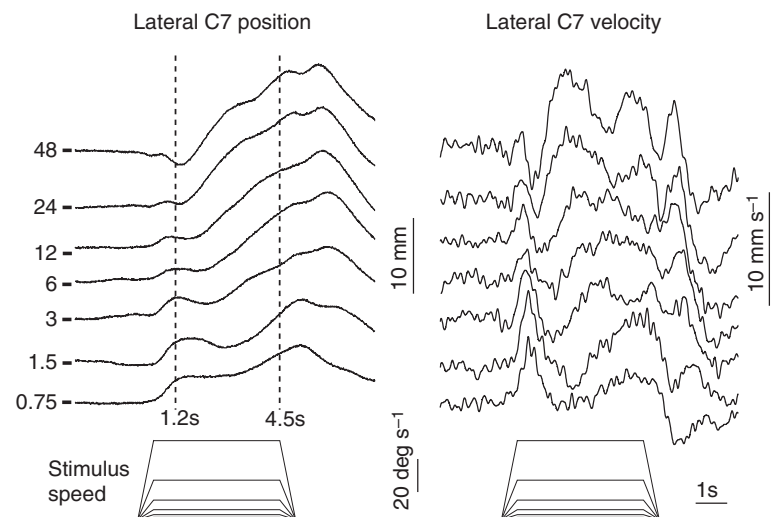 Lateral C7 position
Lateral C7 velocity
48
24
12
6
3
1.5
0.75
1.2s
4.5s
10 mm
10 mm s⁻¹
Stimulus
speed
20 deg s⁻¹
1s